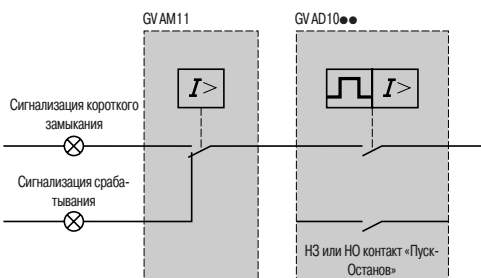 GV AM11
GV AD10●●
I>
I>
Сигнализация короткого
замыкания
Сигнализация сраба-
тывания
НЗ или НО контакт «Пуск-
Останов»